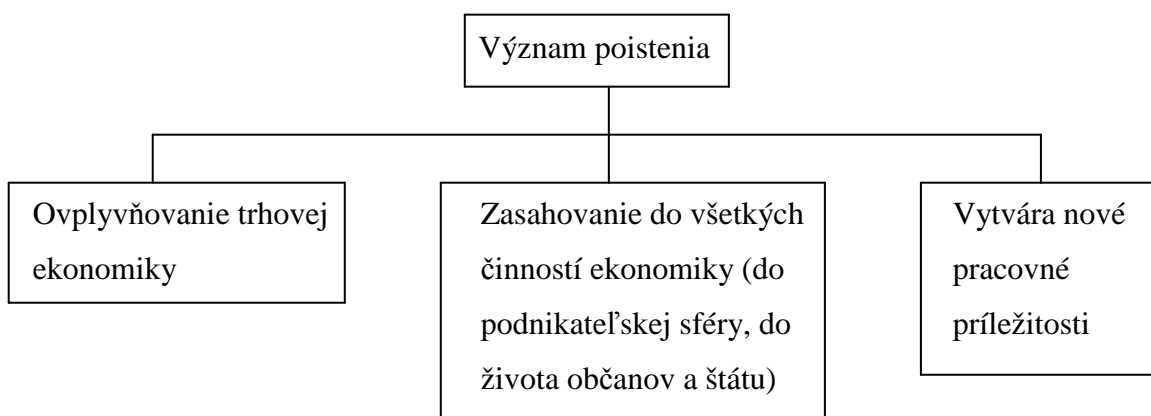 Význam poistenia
Ovplyvňovanie trhovej
ekonomiky
Zasahovanie do všetkých
činností ekonomiky (do
podnikateľskej sféry, do
života občanov a štátu)
Vytvára nové
pracovné
príležitosti